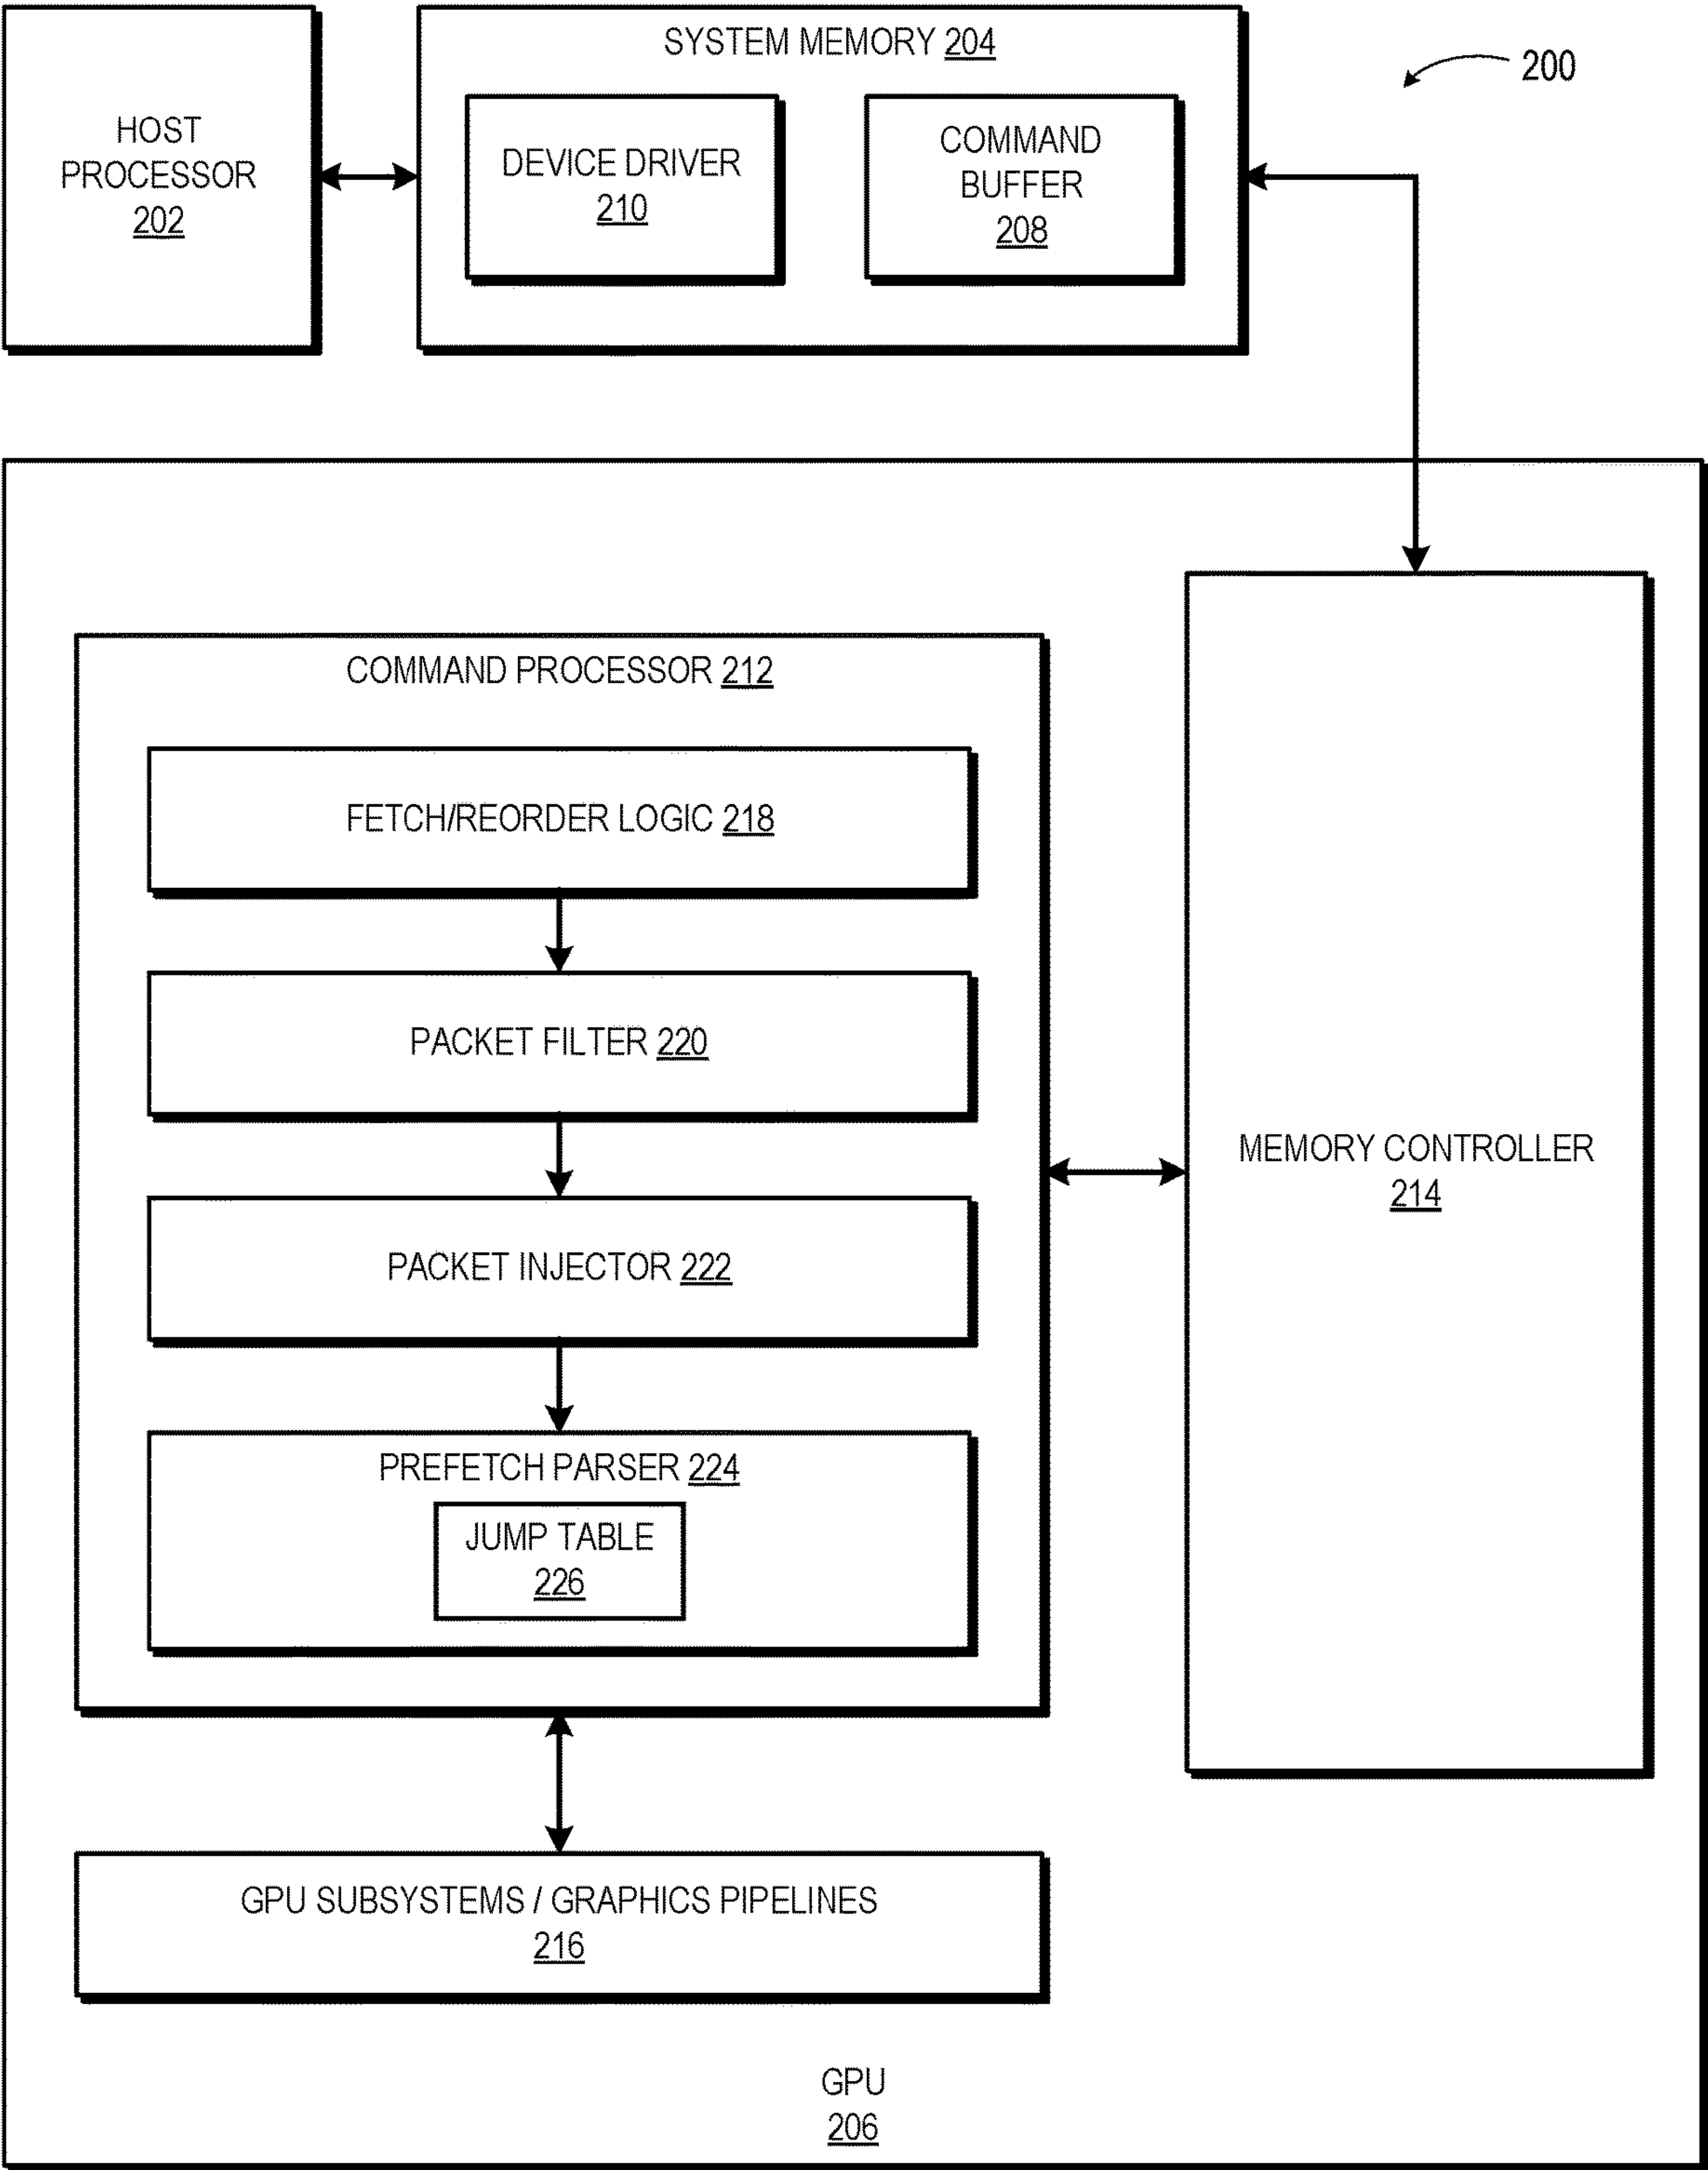 HOST
PROCESSOR
202
SYSTEM MEMORY 204
DEVICE DRIVER
210
COMMAND
BUFFER
208
200
COMMAND PROCESSOR 212
FETCH/REORDER LOGIC 218
PACKET FILTER 220
PACKET INJECTOR 222
PREFETCH PARSER 224
JUMP TABLE
226
MEMORY CONTROLLER
214
GPU SUBSYSTEMS / GRAPHICS PIPELINES
216
GPU
206